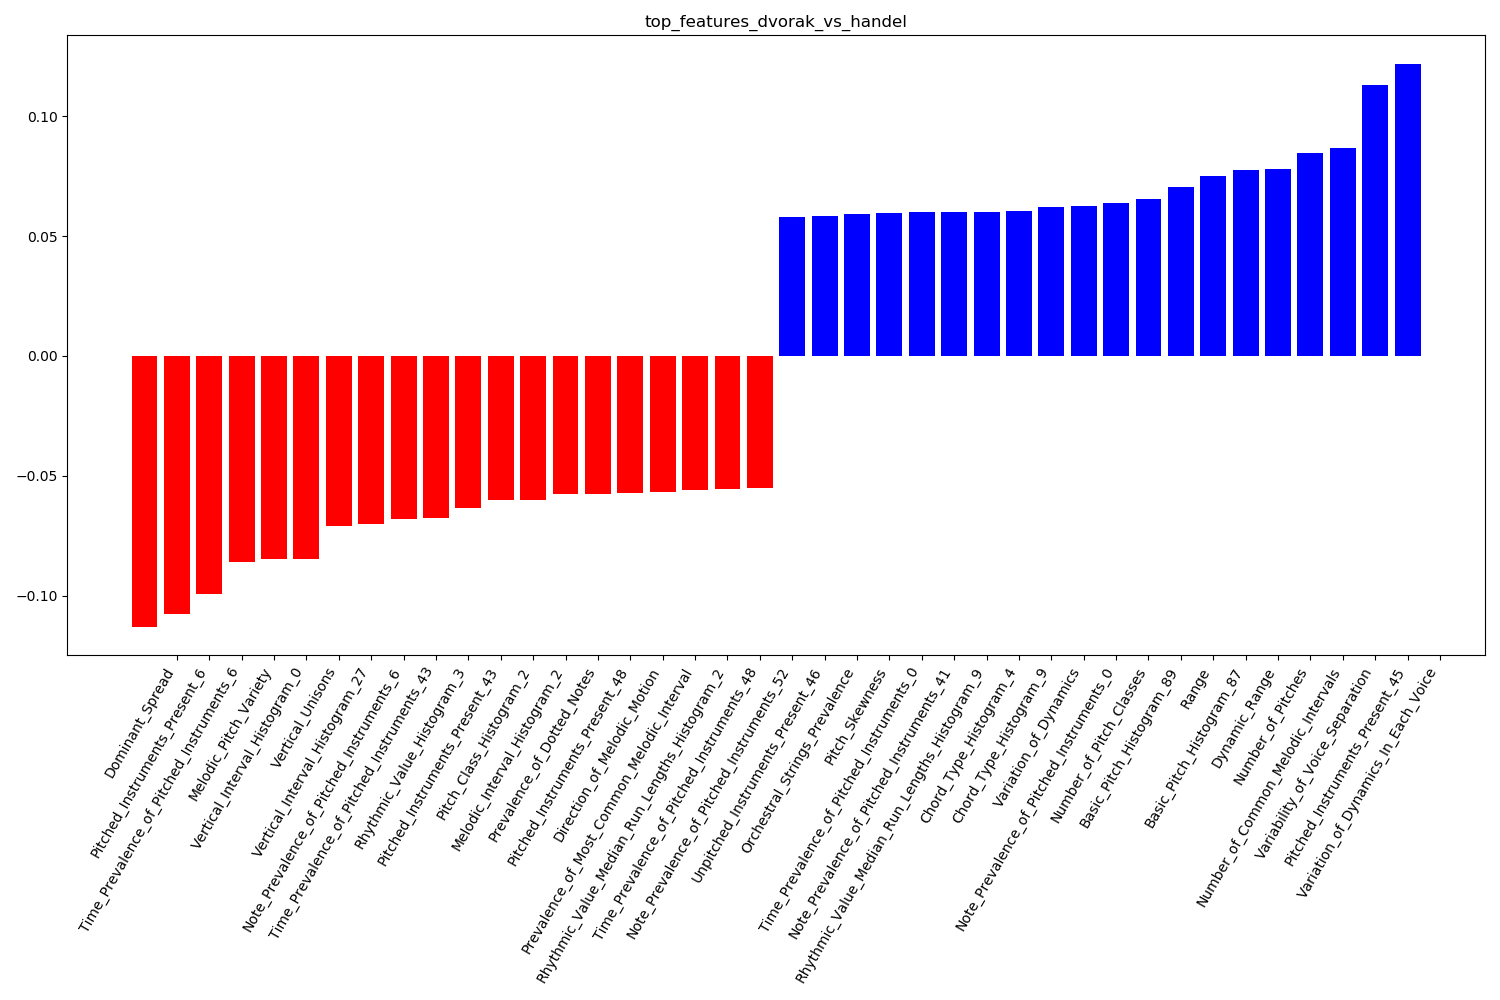 top_features_dvorak_vs_handel
0.10
0.05
0.00
−0.05
−0.10
Dominant_Spread
Pitched_Instruments_Present_6
Time_Prevalence_of_Pitched_Instruments_6
Melodic_Pitch_Variety
Vertical_Interval_Histogram_0
Vertical_Unisons
Vertical_Interval_Histogram_27
Note_Prevalence_of_Pitched_Instruments_6
Time_Prevalence_of_Pitched_Instruments_43
Rhythmic_Value_Histogram_3
Pitched_Instruments_Present_43
Pitch_Class_Histogram_2
Melodic_Interval_Histogram_2
Prevalence_of_Dotted_Notes
Pitched_Instruments_Present_48
Direction_of_Melodic_Motion
Prevalence_of_Most_Common_Melodic_Interval
Rhythmic_Value_Median_Run_Lengths_Histogram_2
Time_Prevalence_of_Pitched_Instruments_48
Note_Prevalence_of_Pitched_Instruments_52
Unpitched_Instruments_Present_46
Orchestral_Strings_Prevalence
Pitch_Skewness
Time_Prevalence_of_Pitched_Instruments_0
Note_Prevalence_of_Pitched_Instruments_41
Rhythmic_Value_Median_Run_Lengths_Histogram_9
Chord_Type_Histogram_4
Chord_Type_Histogram_9
Variation_of_Dynamics
Note_Prevalence_of_Pitched_Instruments_0
Number_of_Pitch_Classes
Basic_Pitch_Histogram_89
Range
Basic_Pitch_Histogram_87
Dynamic_Range
Number_of_Pitches
Number_of_Common_Melodic_Intervals
Variability_of_Voice_Separation
Pitched_Instruments_Present_45
Variation_of_Dynamics_In_Each_Voice